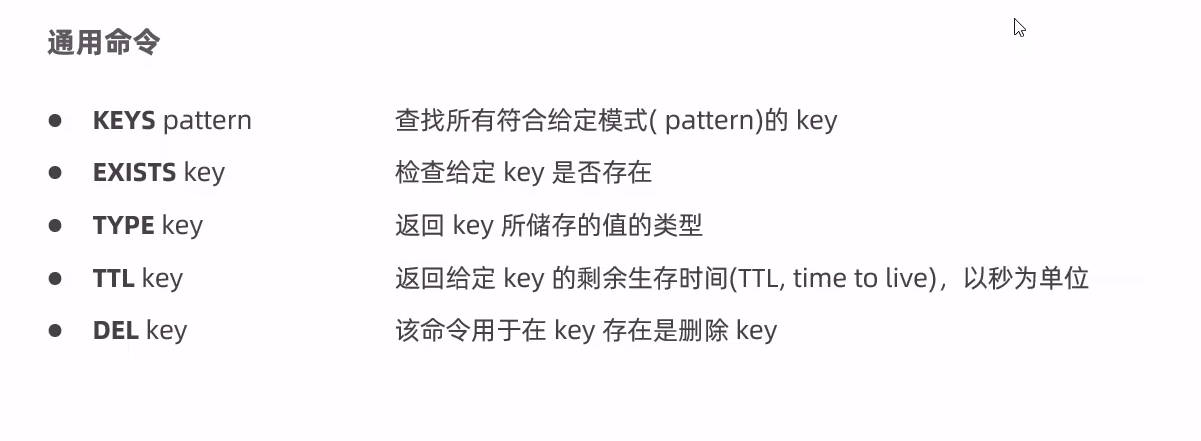 通用命令
● KEYS pattern 查找所有符合给定模式( pattern)的 key
● EXISTS key 检查给定 key 是否存在
● TYPE key 返回 key 所储存的值的类型
● TTL key 返回给定 key 的剩余生存时间(TTL, time to live)，以秒为单位
● DEL key 该命令用于在 key 存在是删除 key